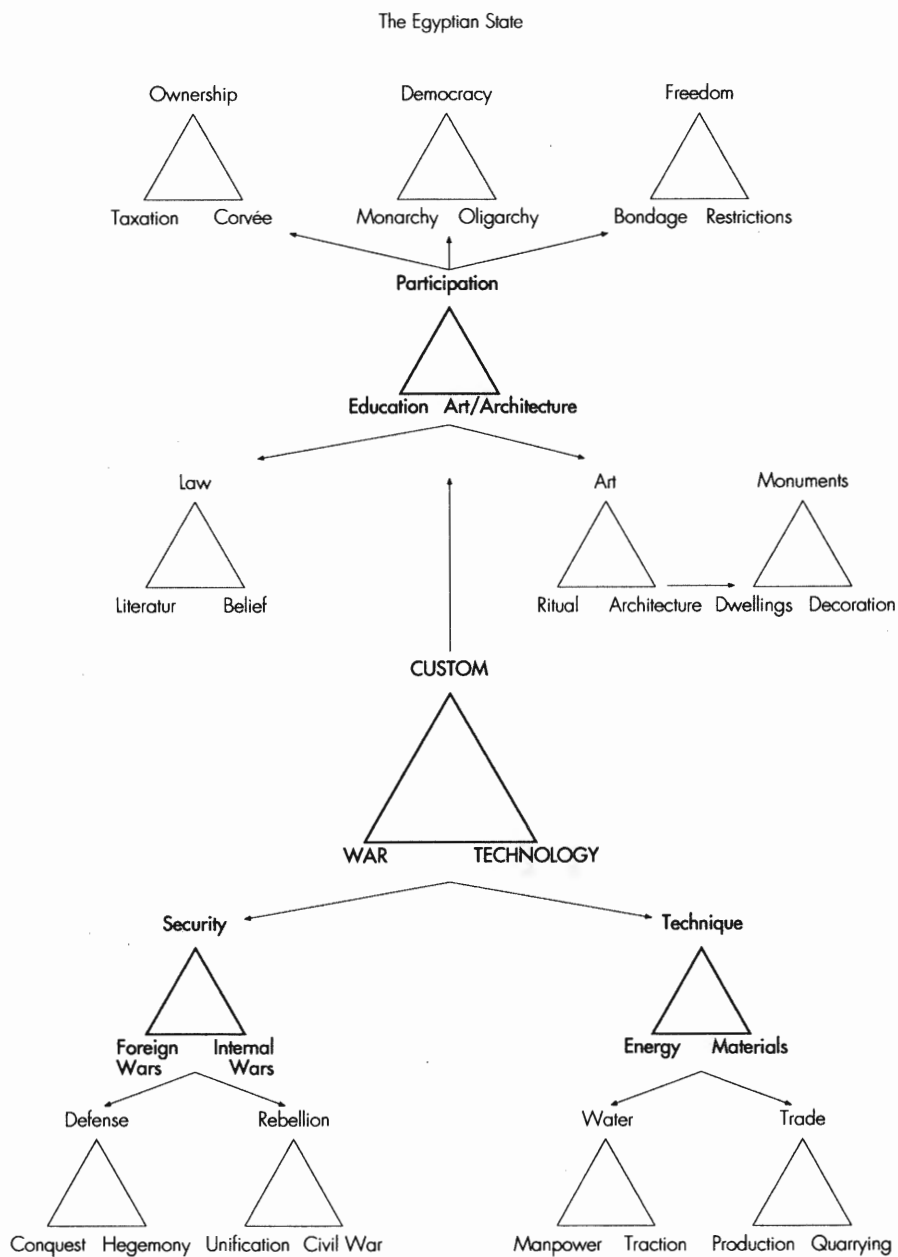 The Egyptian State
Ownership Democracy Freedom
Taxation Corvée Monarchy Oligarchy Bondage Restrictions
Participation
Education Art/Architecture
Law Art Monuments
Literatur Belief Ritual Architecture Dwellings Decoration
CUSTOM
WAR TECHNOLOGY
Security Technique
Foreign Wars Internal Wars Energy Materials
Defense Rebellion Water Trade
Conquest Hegemony Unification Civil War Manpower Traction Production Quarrying